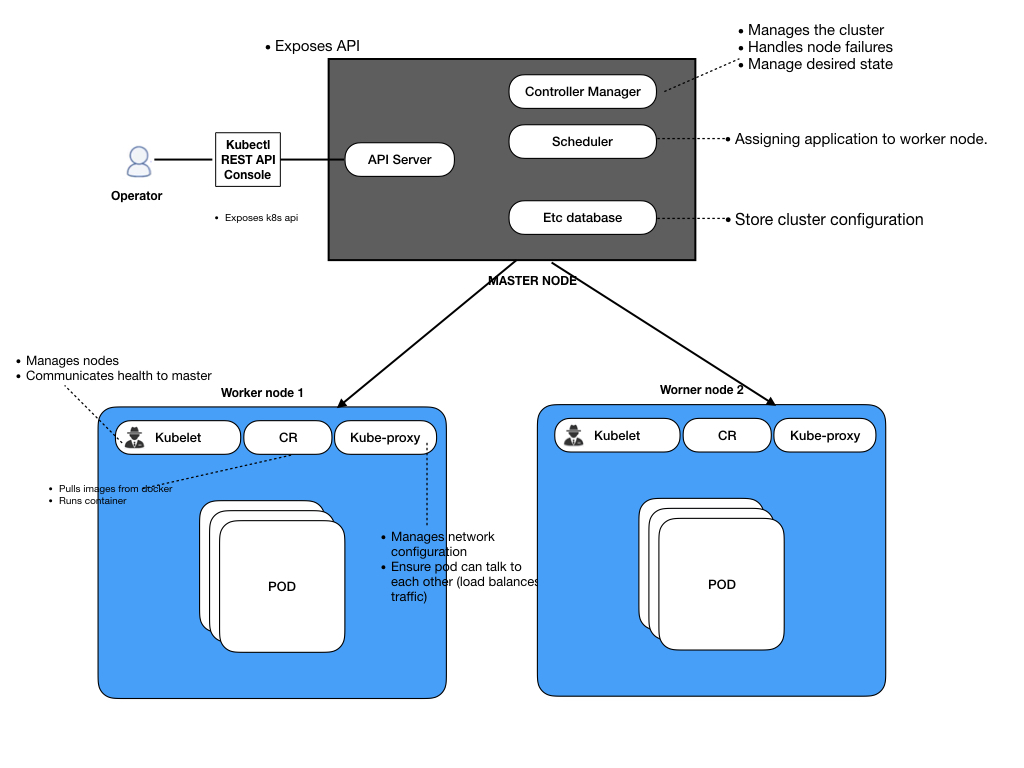 • Exposes API
• Manages the cluster
• Handles node failures
• Manage desired state
Controller Manager
Scheduler
• Assigning application to worker node.
Kubectl
REST API
Console
API Server
Operator
• Exposes k8s api
Etc database
• Store cluster configuration
MASTER NODE
• Manages nodes
• Communicates health to master
Worker node 1
Worner node 2
Kubelet
CR
Kube-proxy
Kubelet
CR
Kube-proxy
• Pulls images from docker
• Runs container
• Manages network
configuration
• Ensure pod can talk to
each other (load balances
traffic)
POD
POD